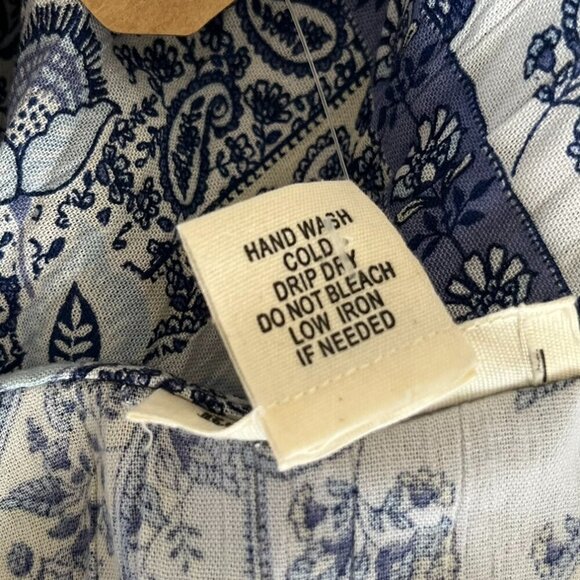 HAND WASH
COLD
DRIP DRY
DO NOT BLEACH
LOW IRON
IF NEEDED